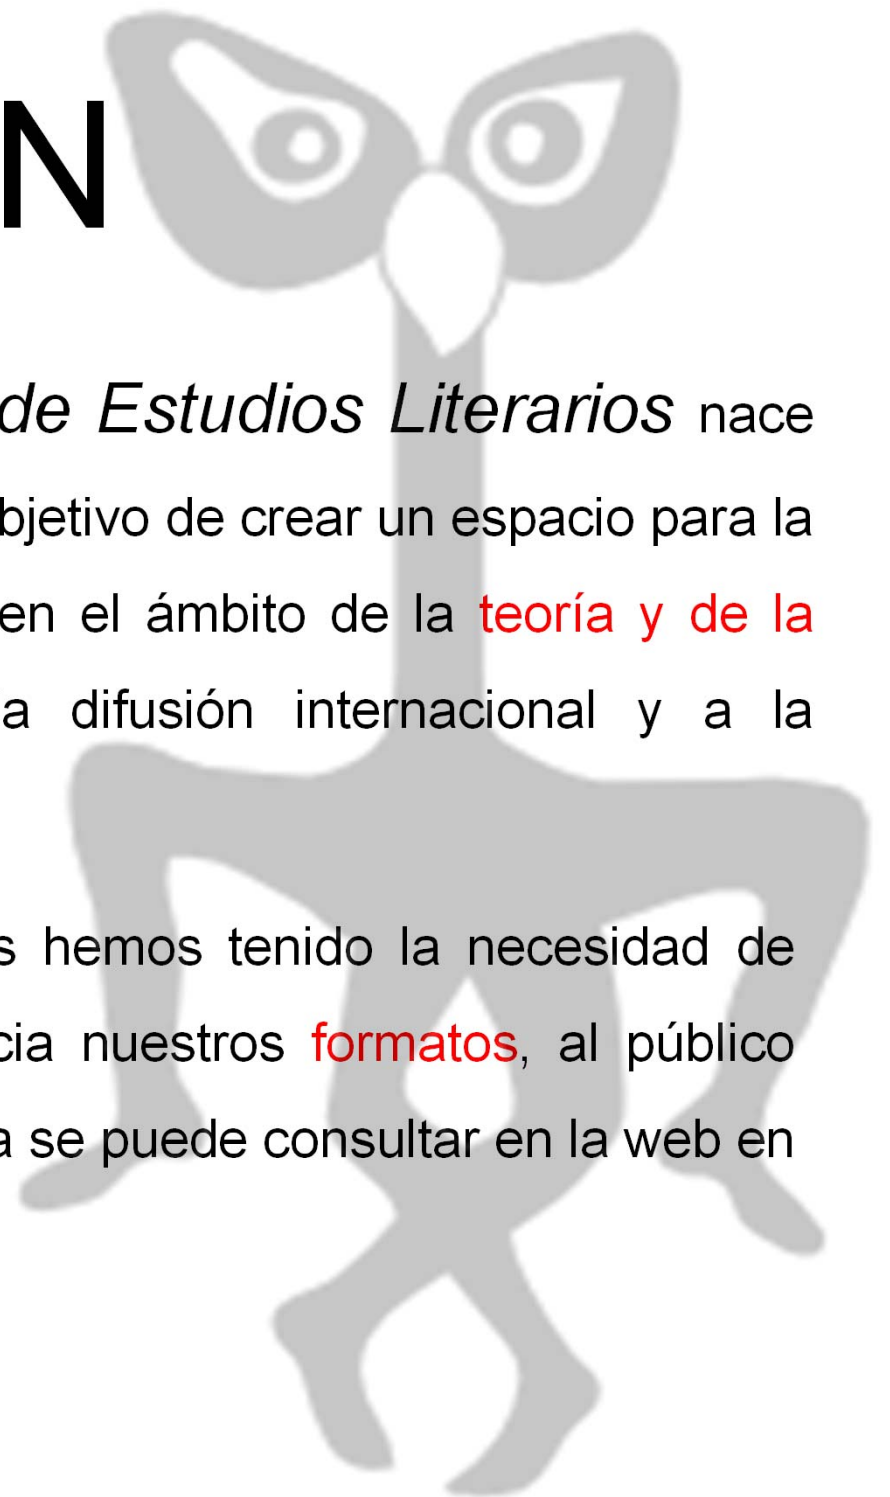 N
de Estudios Literarios nace
bjetivo de crear un espacio para la
en el ámbito de la teoría y de la
a difusión internacional y a la
s hemos tenido la necesidad de
cia nuestros formatos, al público
a se puede consultar en la web en